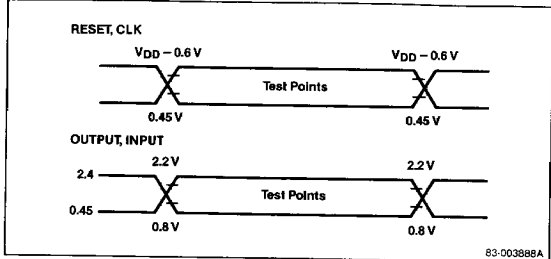 RESET, CLK
VDD – 0.6 V VDD – 0.6 V
Test Points
0.45 V 0.45 V
OUTPUT, INPUT
2.2 V 2.2 V
2.4
Test Points
0.45
0.8 V 0.8 V
83-003888A